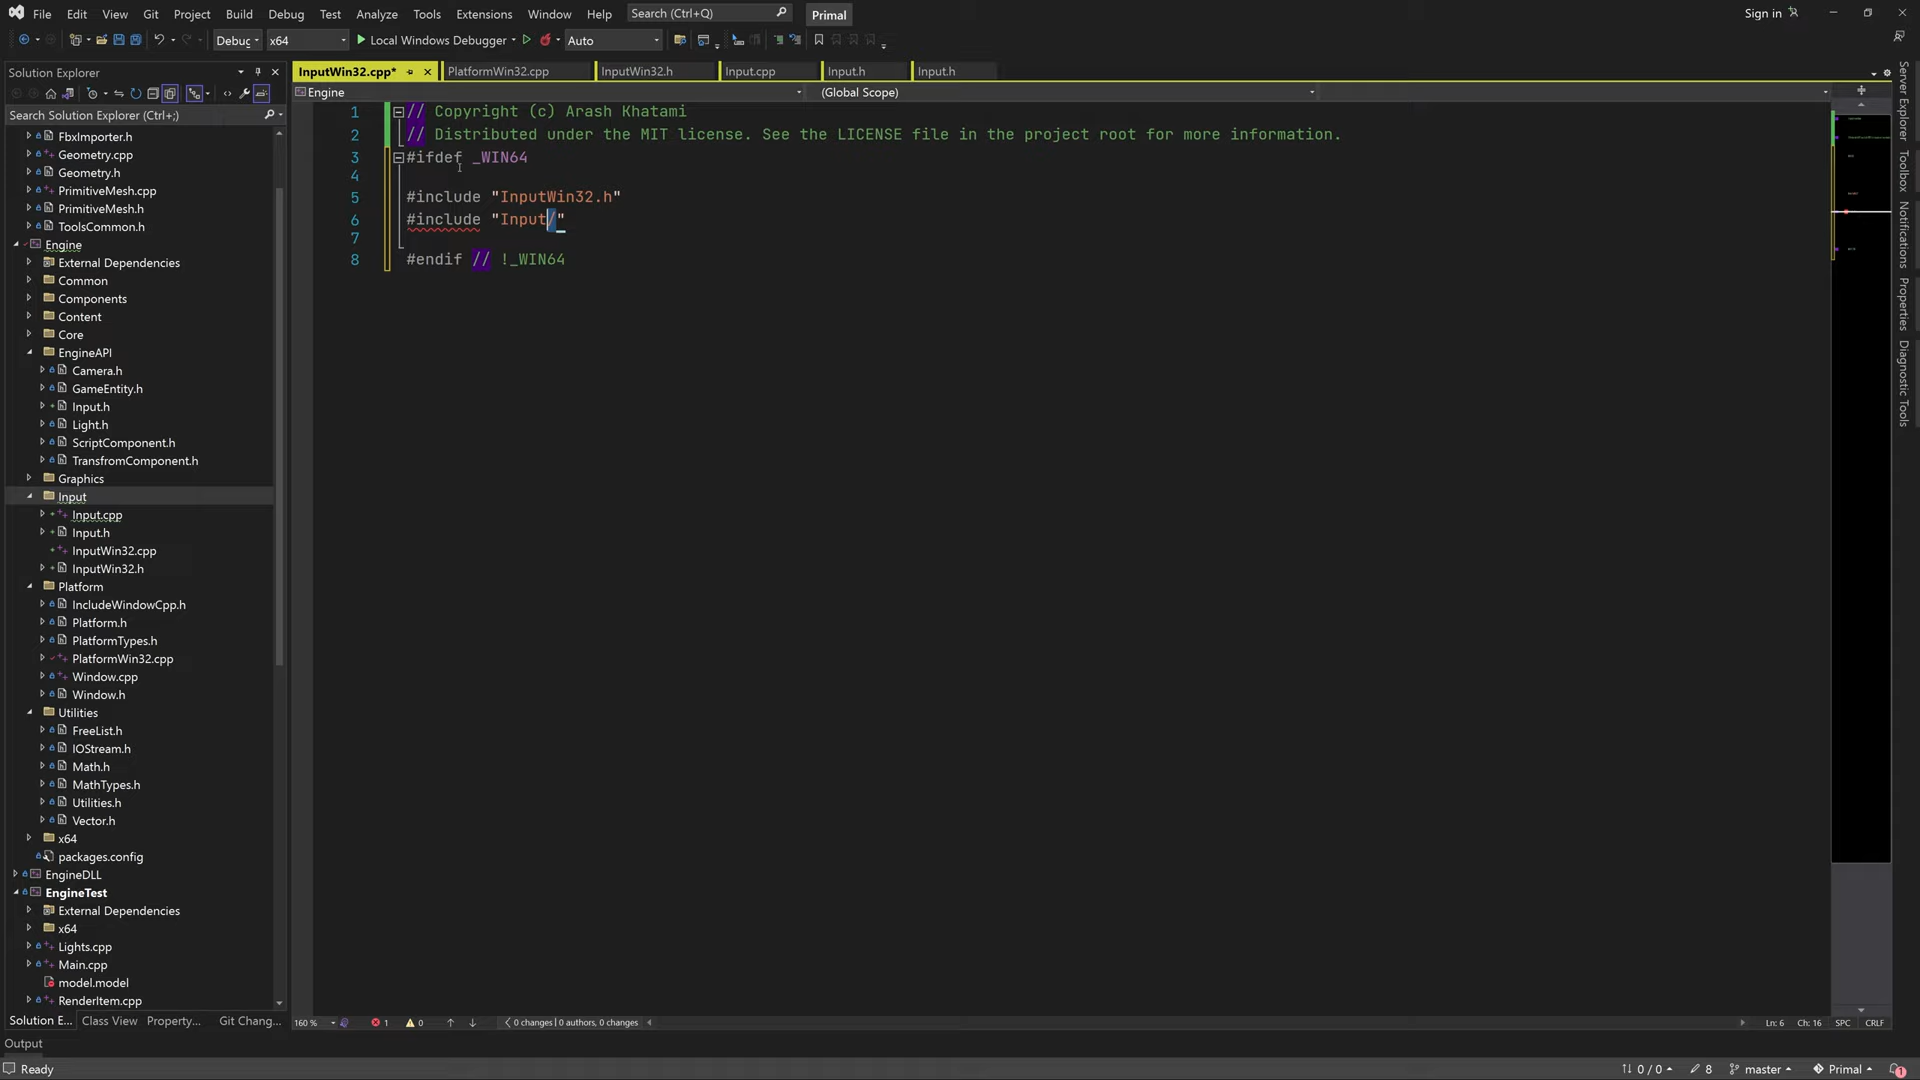 File Edit View Git Project Build Debug Test Analyze Tools Extensions Window Help Search (Ctrl+Q) Primal Sign in
Debug x64 Local Windows Debugger Auto
Solution Explorer
Search Solution Explorer (Ctrl+;)
FbxImporter.h
Geometry.cpp
Geometry.h
PrimitiveMesh.cpp
PrimitiveMesh.h
ToolsCommon.h
Engine
External Dependencies
Common
Components
Content
Core
EngineAPI
Camera.h
GameEntity.h
Input.h
Light.h
ScriptComponent.h
TransfromComponent.h
Graphics
Input
Input.cpp
Input.h
InputWin32.cpp
InputWin32.h
Platform
IncludeWindowCpp.h
Platform.h
PlatformTypes.h
PlatformWin32.cpp
Window.cpp
Window.h
Utilities
FreeList.h
IOStream.h
Math.h
MathTypes.h
Utilities.h
Vector.h
x64
packages.config
EngineDLL
EngineTest
External Dependencies
x64
Lights.cpp
Main.cpp
model.model
RenderItem.cpp
Solution E... Class View Property... Git Chang...
InputWin32.cpp* PlatformWin32.cpp InputWin32.h Input.cpp Input.h Input.h
Engine (Global Scope)
1 // Copyright (c) Arash Khatami
2 // Distributed under the MIT license. See the LICENSE file in the project root for more information.
3 #ifdef _WIN64
4
5 #include "InputWin32.h"
6 #include "Input/"
7
8 #endif // !_WIN64
160 % 1 0 0 changes | 0 authors, 0 changes Ln: 6 Ch: 16 SPC CRLF
Server Explorer
Toolbox
Notifications
Properties
Diagnostic Tools
Output
Ready 0 / 0 8 master Primal 1